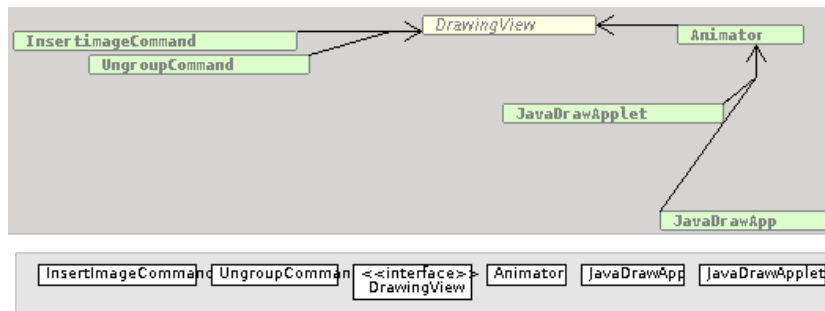 DrawingView
InsertimageCommand
Animator
UngroupCommand
JavaDrawApplet
JavaDrawApp
InsertImageCommand UngroupComman <<interface>> Animator JavaDrawApp JavaDrawApplet
DrawingView